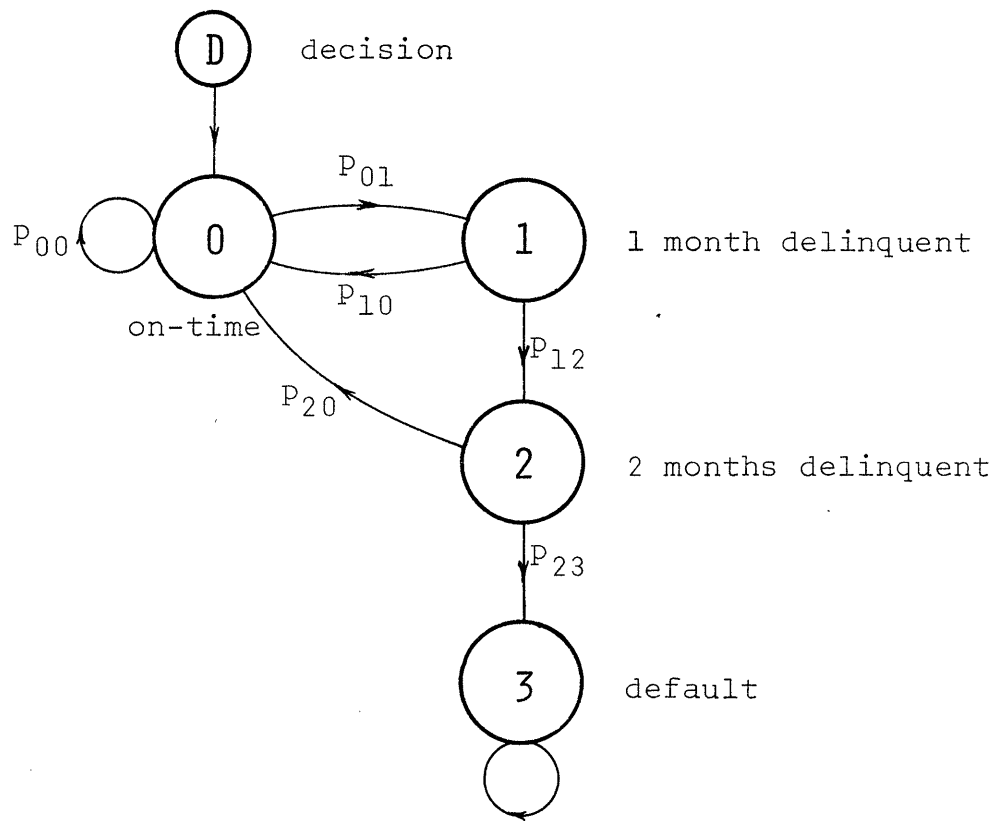 D decision
P01
P00 0 1 1 month delinquent
P10
on-time
P12
P20
2 2 months delinquent
P23
3 default